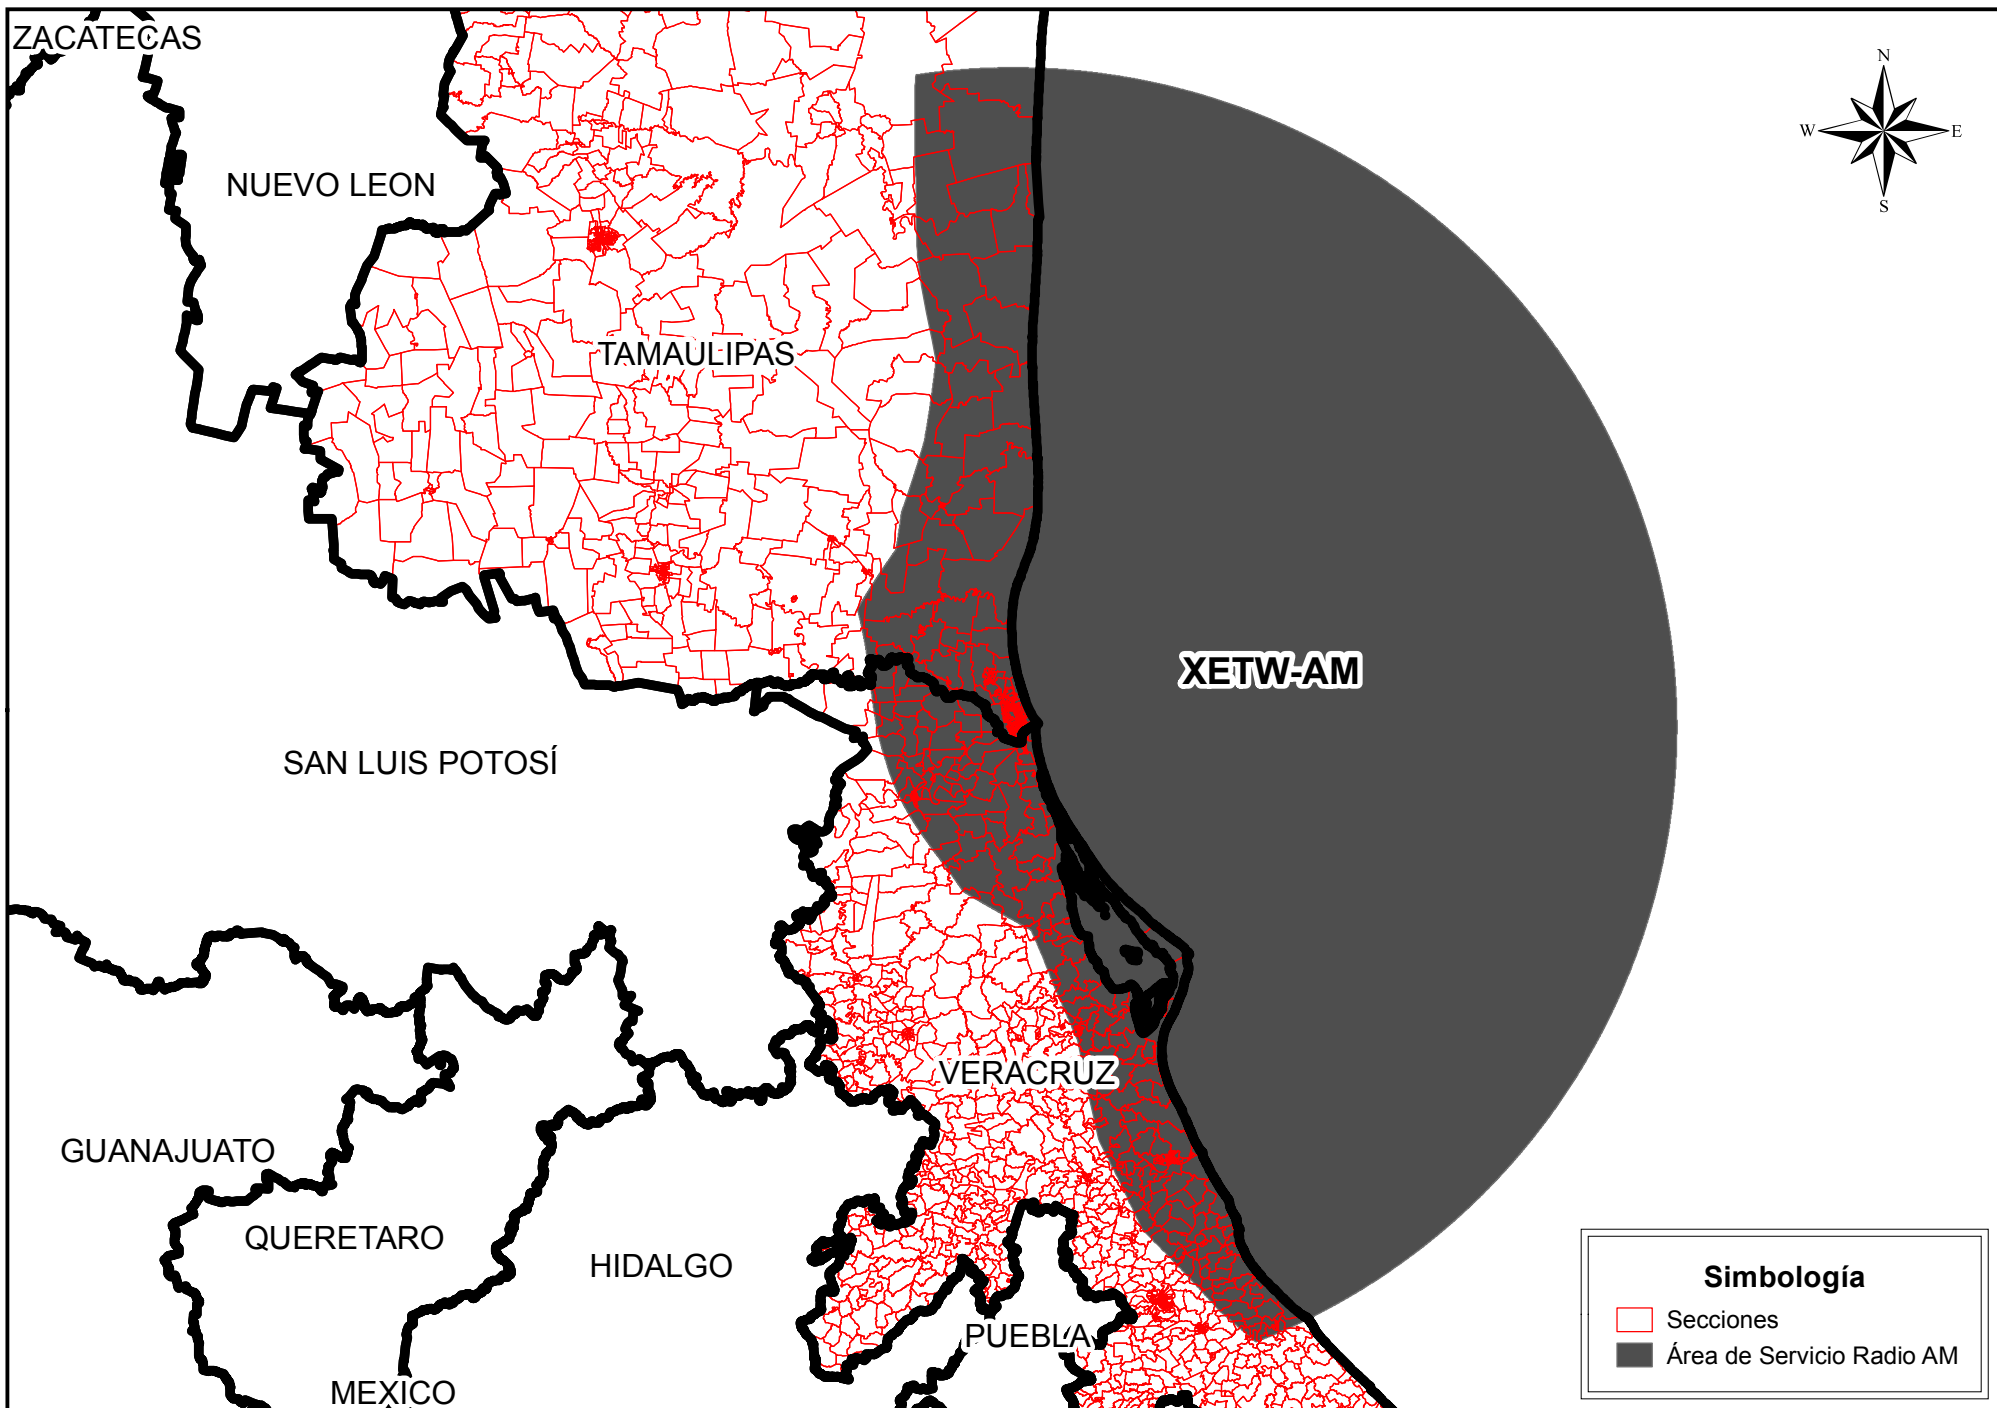 ZACATECAS
N
W
E
S
NUEVO LEON
TAMAULIPAS
XETW-AM
SAN LUIS POTOSÍ
VERACRUZ
GUANAJUATO
QUERETARO
HIDALGO
PUEBLA
MEXICO
Simbología
Secciones
Área de Servicio Radio AM